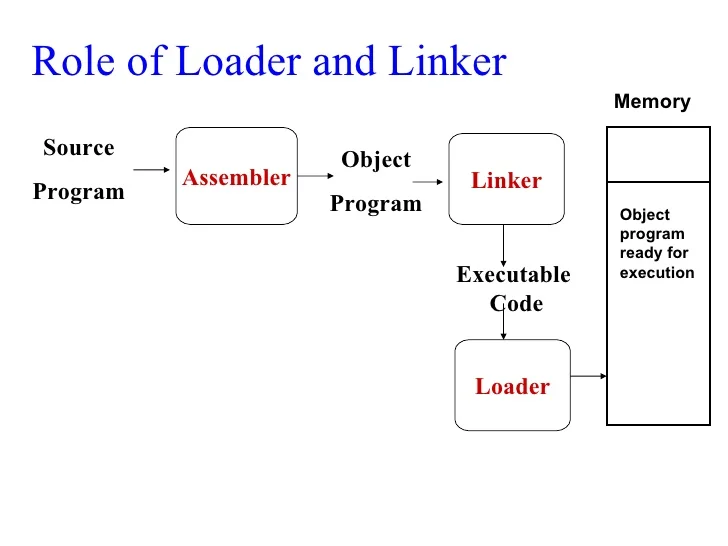 Role of Loader and Linker
Memory
Source
Program
Assembler
Object
Program
Linker
Object
program
ready for
execution
Executable
Code
Loader